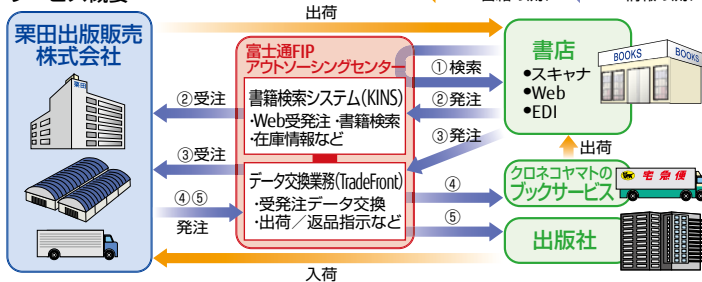 出荷
栗田出版販売
株式会社
栗田
富士通FIP
アウトソーシングセンター
書籍検索システム(KINS)
・Web受発注・書籍検索
・在庫情報など
データ交換業務(TradeFront)
・受発注データ交換
・出荷／返品指示など
①検索
②発注
③発注
②受注
③受注
④⑤
発注
④
⑤
書店
●スキャナ
●Web
●EDI
BOOKS
BOOKS
出荷
クロネコヤマトの
ブックサービス
宅急便
出版社
入荷